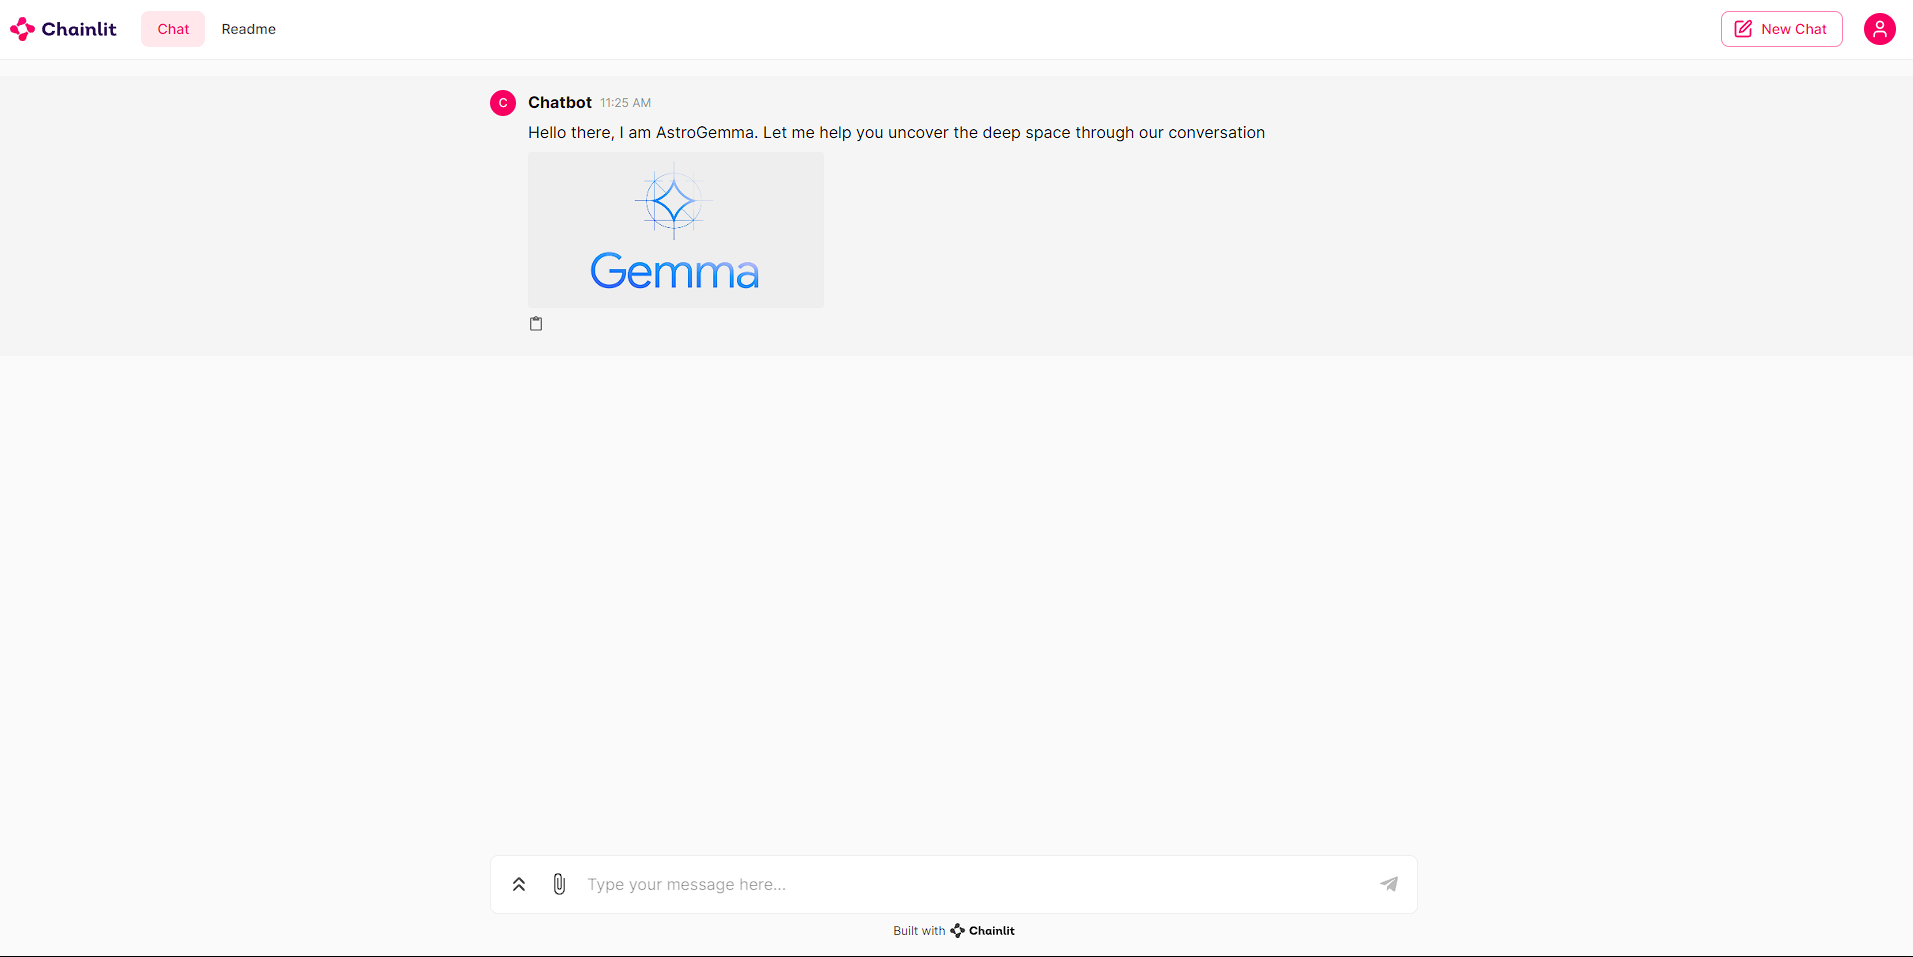 Chainlit Chat Readme New Chat
C Chatbot 11:25 AM
Hello there, I am AstroGemma. Let me help you uncover the deep space through our conversation
Gemma
Type your message here...
Built with Chainlit